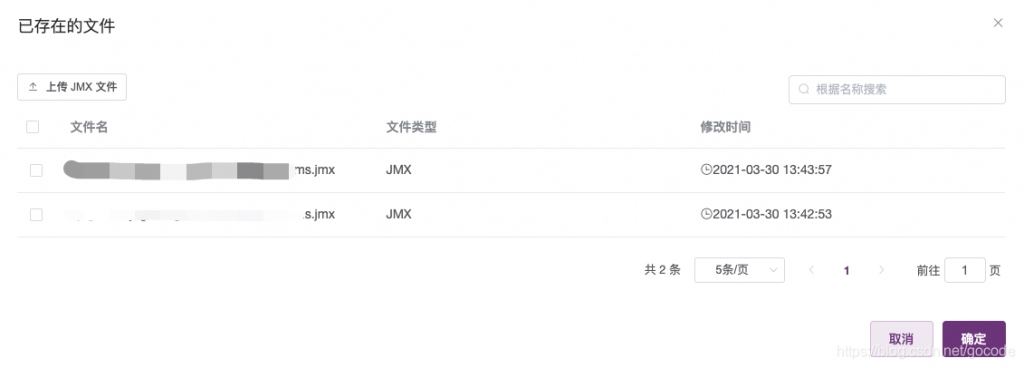 已存在的文件
上传 JMX 文件
根据名称搜索
文件名 文件类型 修改时间
ms.jmx JMX 2021-03-30 13:43:57
.s.jmx JMX 2021-03-30 13:42:53
共 2 条 5条/页 1 前往 1 页
取消 确定
https://blog.csdn.net/gocode